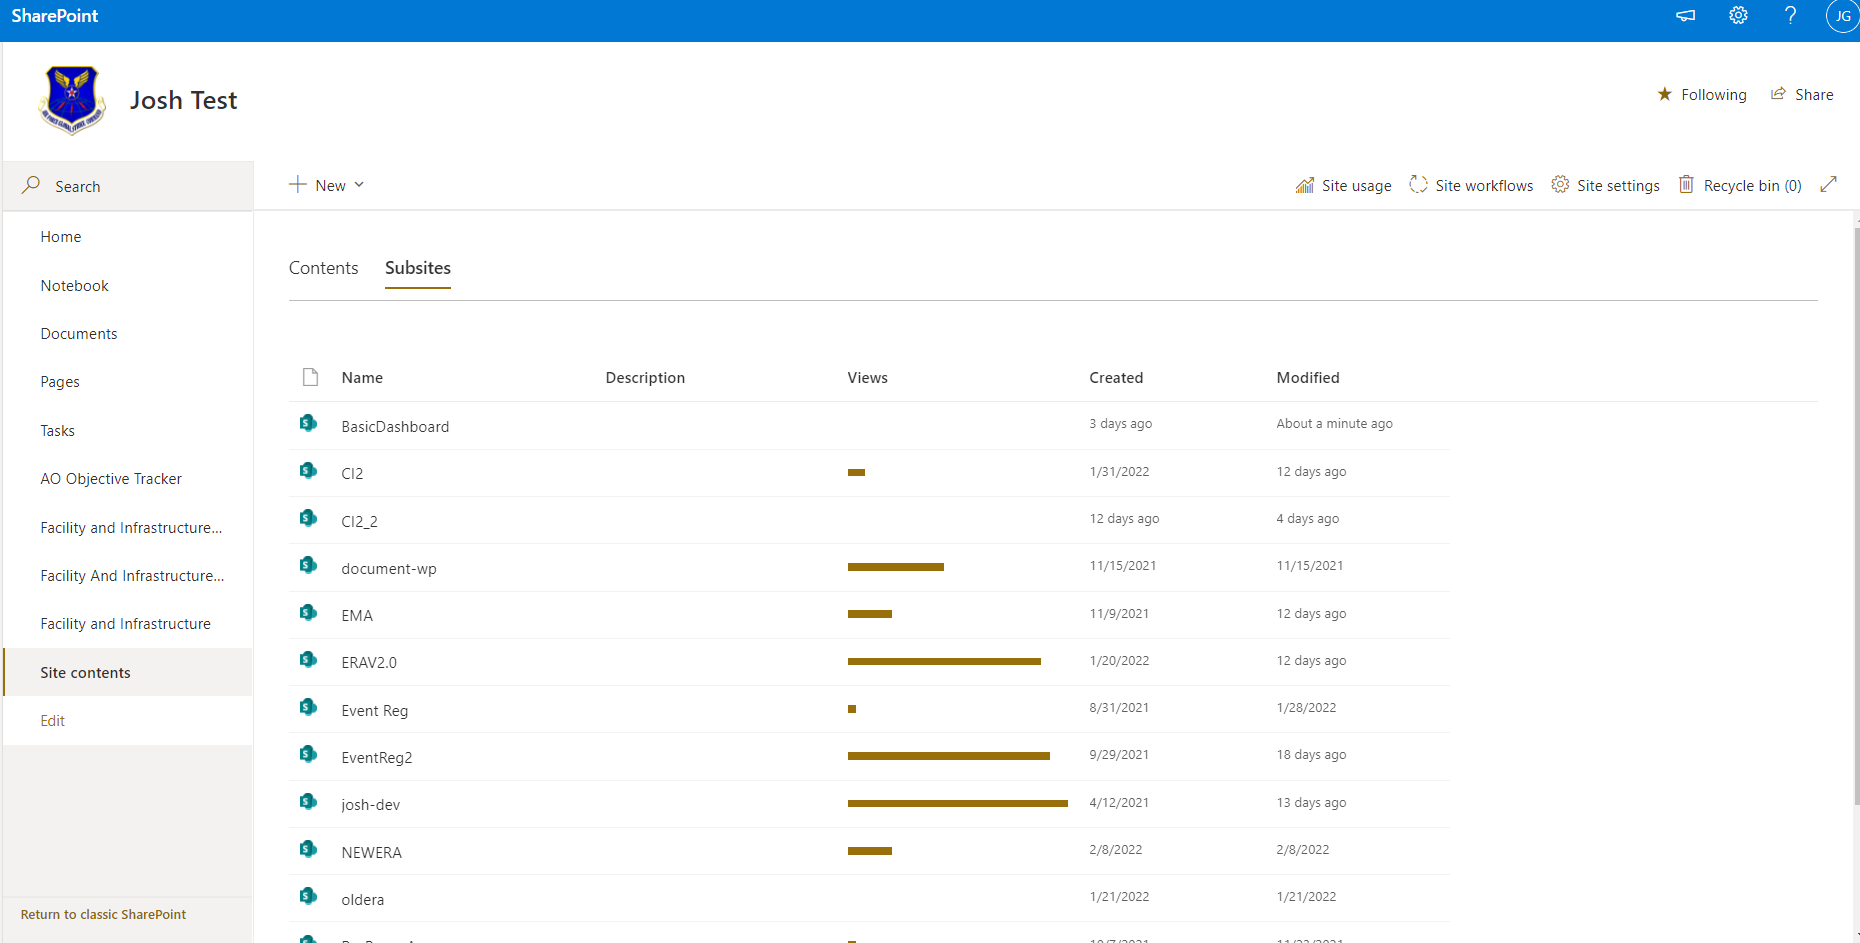 SharePoint
JG
Josh Test
Following Share
Search
New
Site usage Site workflows Site settings Recycle bin (0)
Home
Notebook
Documents
Pages
Tasks
AO Objective Tracker
Facility and Infrastructure...
Facility And Infrastructure...
Facility and Infrastructure
Site contents
Edit
Return to classic SharePoint
Contents Subsites
Name Description Views Created Modified
BasicDashboard 3 days ago About a minute ago
CI2 1/31/2022 12 days ago
CI2_2 12 days ago 4 days ago
document-wp 11/15/2021 11/15/2021
EMA 11/9/2021 12 days ago
ERAV2.0 1/20/2022 12 days ago
Event Reg 8/31/2021 1/28/2022
EventReg2 9/29/2021 18 days ago
josh-dev 4/12/2021 13 days ago
NEWERA 2/8/2022 2/8/2022
oldera 1/21/2022 1/21/2022